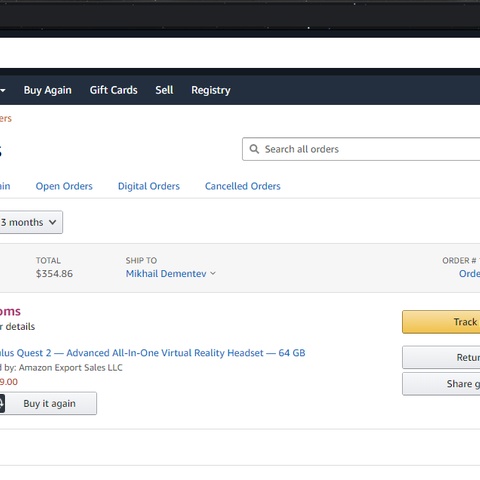 Buy Again Gift Cards Sell Registry
ers
s
Search all orders
in Open Orders Digital Orders Cancelled Orders
3 months
TOTAL SHIP TO ORDER #
$354.86 Mikhail Dementev Orde
oms
r details
Track
lus Quest 2 — Advanced All-In-One Virtual Reality Headset — 64 GB
Retur
d by: Amazon Export Sales LLC
9.00
Share g
Buy it again